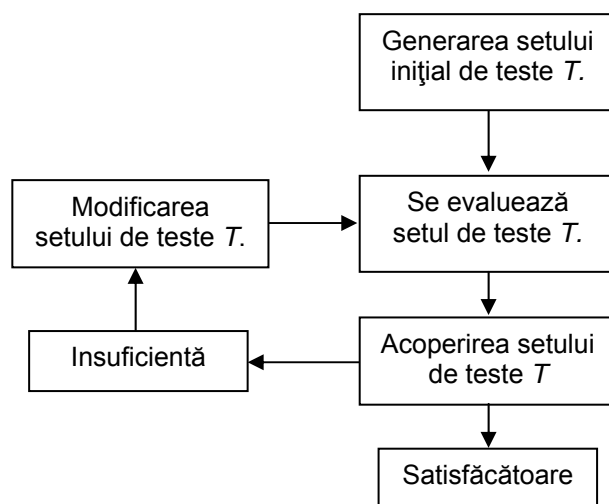 Generarea setului
iniţial de teste T.
Modificarea
setului de teste T.
Se evaluează
setul de teste T.
Insuficientă
Acoperirea setului
de teste T
Satisfăcătoare